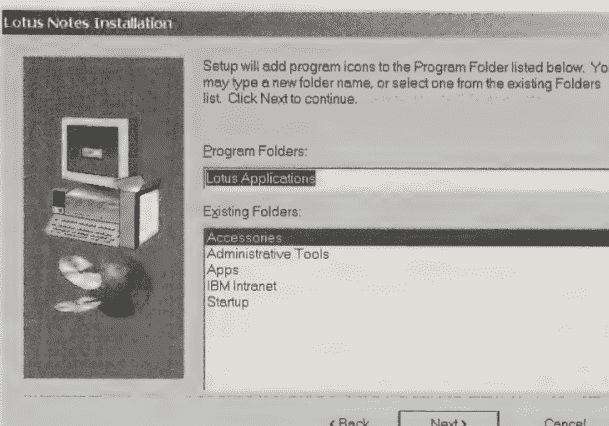 Lotus Notes Installation
Setup will add program icons to the Program Folder listed below. Yo
may type a new folder name, or select one from the existing Folders
list. Click Next to continue.
Program Folders:
Lotus Applications
Existing Folders:
Accessories
Administrative Tools
Apps
IBM Intranet
Startup
< Back
Next >
Cancel